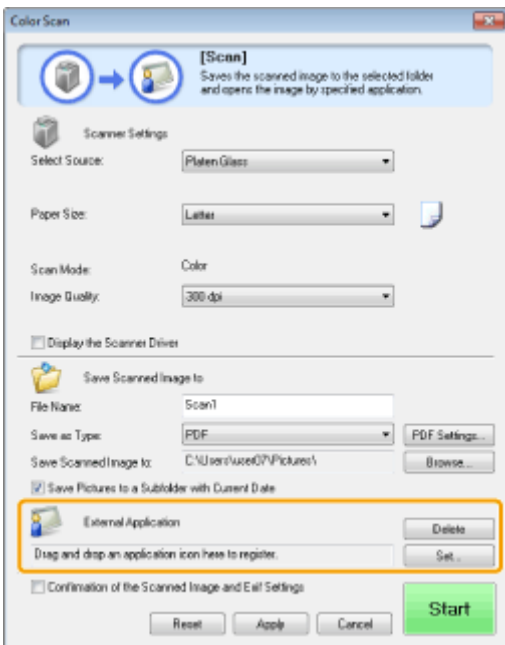 Color Scan
[Scan]
Saves the scanned image to the selected folder
and opens the image by specified application.
Scanner Settings
Select Source: Platen Glass
Paper Size: Letter
Scan Mode: Color
Image Quality: 300 dpi
Display the Scanner Driver
Save Scanned Image to
File Name: Scan1
Save as Type: PDF PDF Settings...
Save Scanned Image to: C:\Users\user07\Pictures\ Browse...
Save Pictures to a Subfolder with Current Date
External Application Delete
Drag and drop an application icon here to register. Set...
Confirmation of the Scanned Image and Exif Settings
Reset Apply Cancel Start